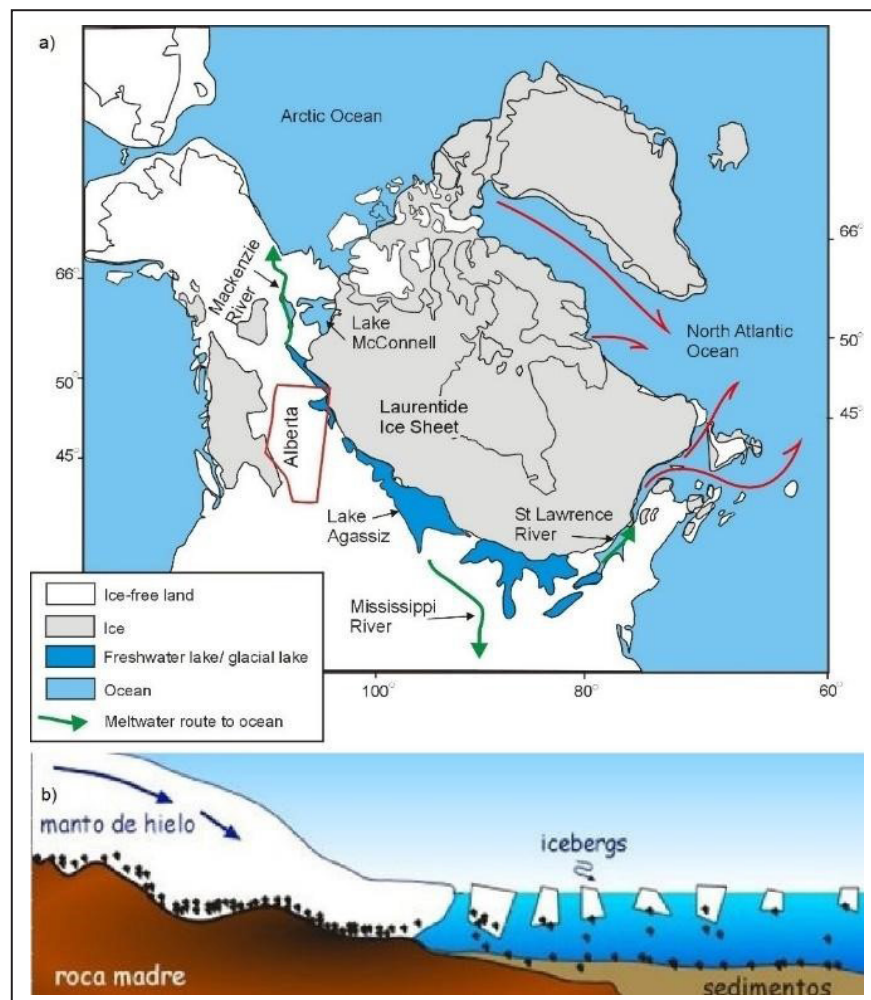 a)
Arctic Ocean
66°
66°
Mackenzie
River
Lake
McConnell
North Atlantic
Ocean
50°
50°
Laurentide
Ice Sheet
45°
45°
Alberta
Lake
Agassiz
St Lawrence
River
Mississippi
River
Ice-free land
Ice
Freshwater lake/ glacial lake
Ocean
Meltwater route to ocean
100°
80°
60°
b)
manto de hielo
icebergs
roca madre
sedimentos